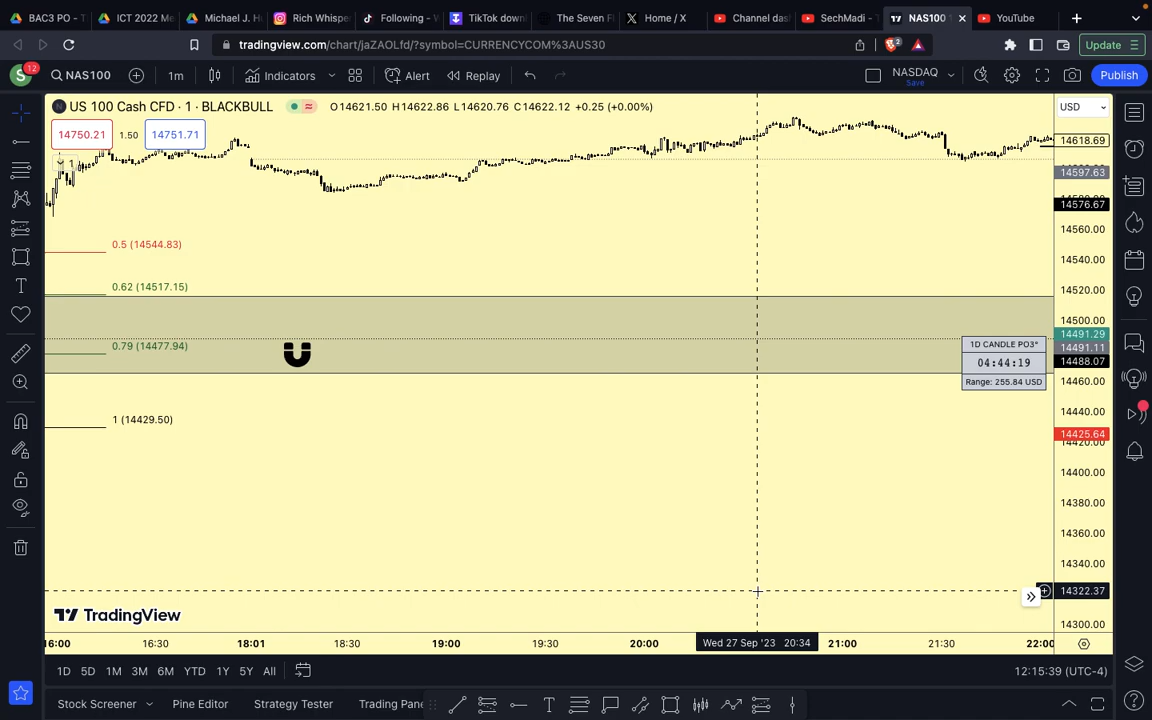 BAC3 PO - T
ICT 2022 Me
Michael J. Hu
Rich Whisper
Following - V
TikTok down
The Seven F
Home / X
Channel das
SechMadi -
NAS100
YouTube
tradingview.com/chart/jaZAOLfd/?symbol=CURRENCYCOM%3AUS30
2
Update
S
12
NAS100
1m
Indicators
Alert
Replay
NASDAQ
Save
Publish
US 100 Cash CFD · 1 · BLACKBULL
O14621.50 H14622.86 L14620.76 C14622.12 +0.25 (+0.00%)
USD
14750.21
1.50
14751.71
1
14618.69
14597.63
14576.67
0.5 (14544.83)
14560.00
14540.00
0.62 (14517.15)
14520.00
14500.00
14491.29
0.79 (14477.94)
1D CANDLE PO3°
14491.11
04:44:19
14488.07
Range: 255.84 USD
14460.00
14440.00
1 (14429.50)
14425.64
14420.00
14400.00
14380.00
14360.00
14340.00
14322.37
14300.00
TradingView
16:00
16:30
18:01
18:30
19:00
19:30
20:00
Wed 27 Sep '23 20:34
21:00
21:30
22:00
1D
5D
1M
3M
6M
YTD
1Y
5Y
All
12:15:39 (UTC-4)
Stock Screener
Pine Editor
Strategy Tester
Trading Pane